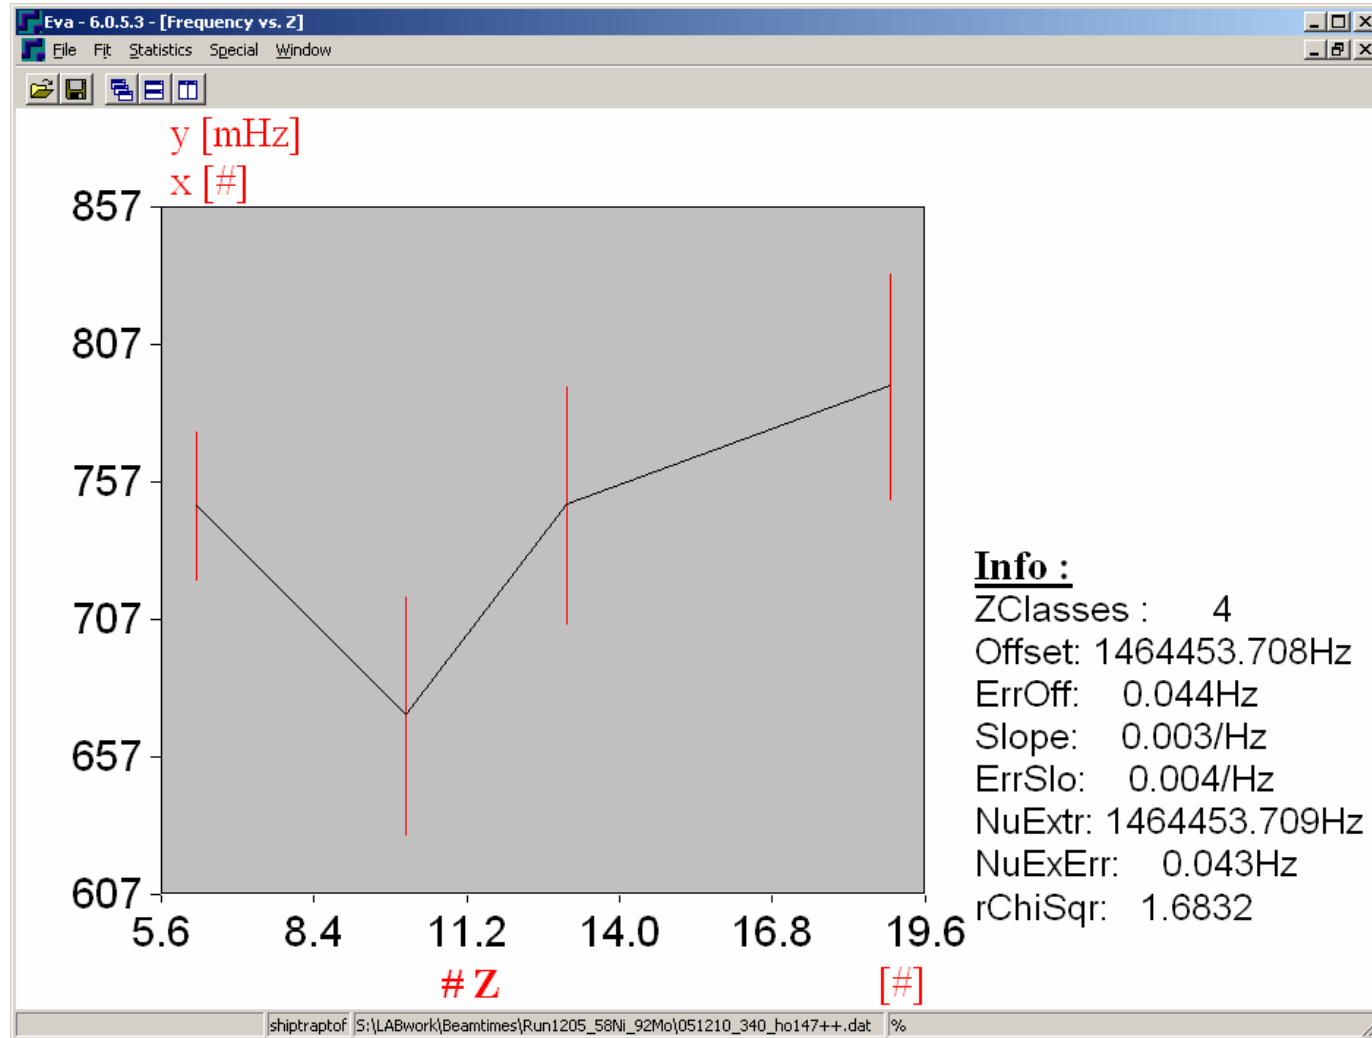 Eva - 6.0.5.3 - [Frequency vs. Z]
File Fit Statistics Special Window
y [mHz]
x [#]
857
807
757
707
657
607
5.6 8.4 11.2 14.0 16.8 19.6
# Z [#]
Info :
ZClasses : 4
Offset: 1464453.708Hz
ErrOff: 0.044Hz
Slope: 0.003/Hz
ErrSlo: 0.004/Hz
NuExtr: 1464453.709Hz
NuExErr: 0.043Hz
rChiSqr: 1.6832
shiptraptof S:\LABwork\Beamtimes\Run1205_58Ni_92Mo\051210_340_ho147++.dat %